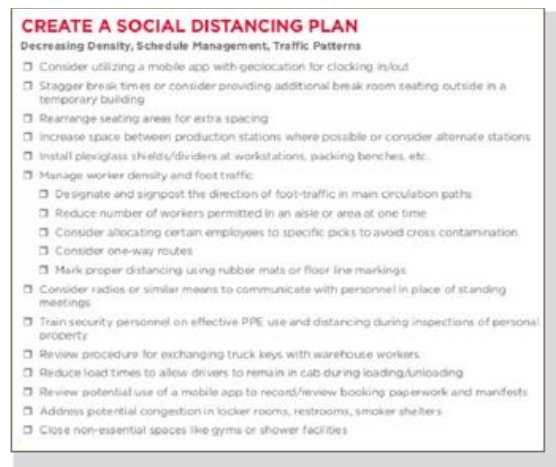 CREATE A SOCIAL DISTANCING PLAN
Decreasing Density, Schedule Management, Traffic Patterns
❒ Consider utilizing a mobile app with geolocation for clocking in/out
❒ Stagger break times or consider providing additional break room seating outside in a
temporary building
❒ Rearrange seating areas for extra spacing
❒ Increase space between production stations where possible or consider alternate stations
❒ Install plexiglass shields/dividers at workstations, packing benches, etc.
❒ Manage worker density and foot traffic
❒ Designate and signpost the direction of foot-traffic in main circulation paths
❒ Reduce number of workers permitted in an aisle or area at one time
❒ Consider allocating certain employees to specific picks to avoid cross contamination
❒ Consider one-way routes
❒ Mark proper distancing using rubber mats or floor line markings
❒ Consider radios or similar means to communicate with personnel in place of standing
meetings
❒ Train security personnel on effective PPE use and distancing during inspections of personal
property
❒ Review procedure for exchanging truck keys with warehouse workers
❒ Reduce load times to allow drivers to remain in cab during loading/unloading
❒ Review potential use of a mobile app to record/review booking paperwork and manifests
❒ Address potential congestion in locker rooms, restrooms, smoker shelters
❒ Close non-essential spaces like gyms or shower facilities